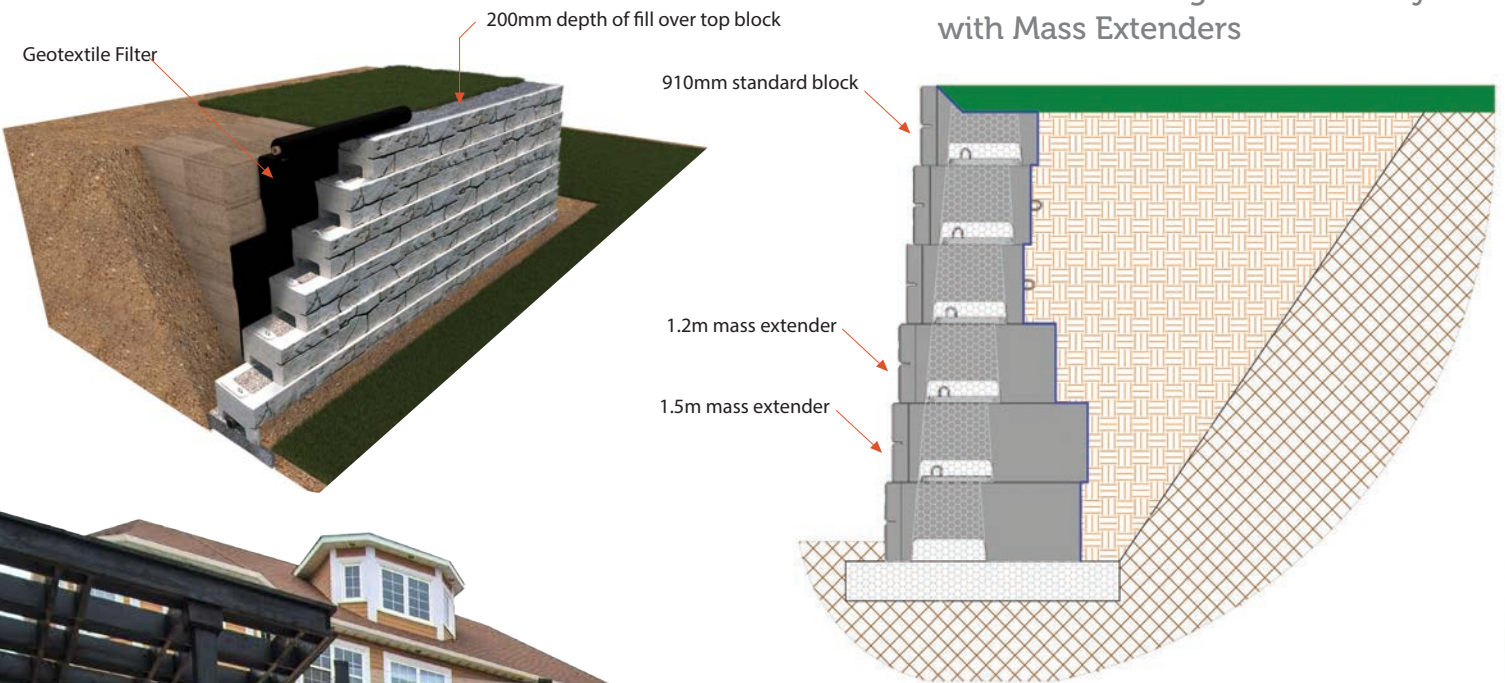 200mm depth of fill over top block
with Mass Extenders
Geotextile Filter
910mm standard block
1.2m mass extender
1.5m mass extender